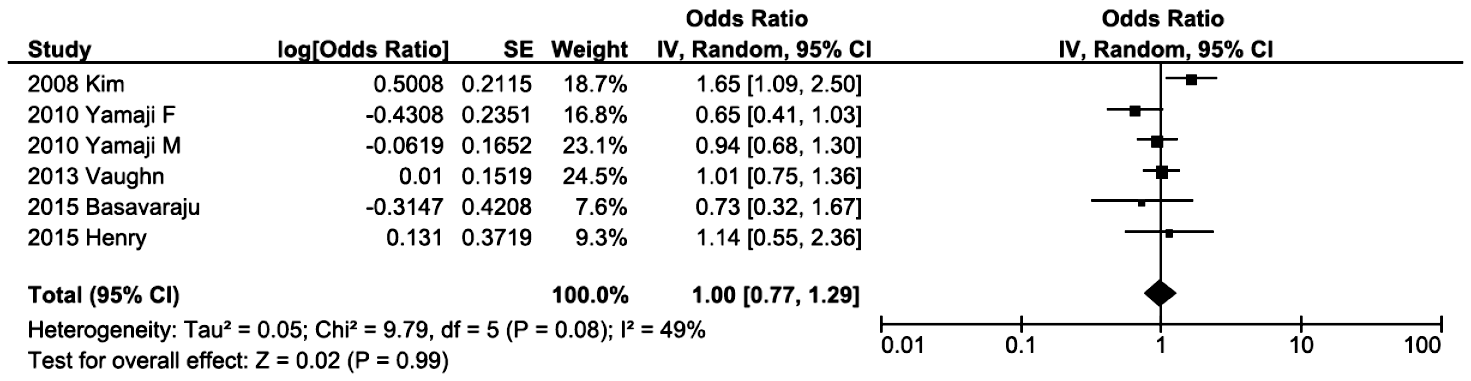 Odds Ratio Odds Ratio
Study log[Odds Ratio] SE Weight IV, Random, 95% CI IV, Random, 95% CI
2008 Kim 0.5008 0.2115 18.7% 1.65 [1.09, 2.50]
2010 Yamaji F -0.4308 0.2351 16.8% 0.65 [0.41, 1.03]
2010 Yamaji M -0.0619 0.1652 23.1% 0.94 [0.68, 1.30]
2013 Vaughn 0.01 0.1519 24.5% 1.01 [0.75, 1.36]
2015 Basavaraju -0.3147 0.4208 7.6% 0.73 [0.32, 1.67]
2015 Henry 0.131 0.3719 9.3% 1.14 [0.55, 2.36]
Total (95% CI) 100.0% 1.00 [0.77, 1.29]
Heterogeneity: Tau² = 0.05; Chi² = 9.79, df = 5 (P = 0.08); I² = 49%
Test for overall effect: Z = 0.02 (P = 0.99)
0.01 0.1 1 10 100